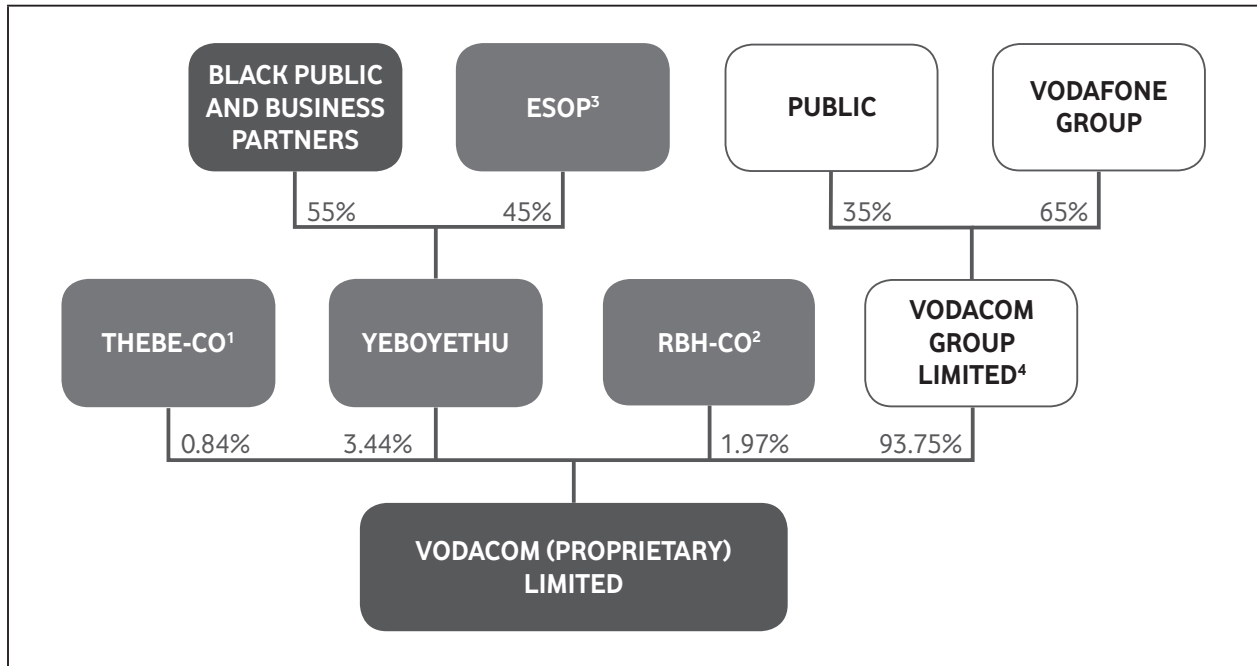 BLACK PUBLIC
AND BUSINESS
PARTNERS
ESOP³
PUBLIC
VODAFONE
GROUP
55%
45%
35%
65%
THEBE-CO¹
YEBOYETHU
RBH-CO²
VODACOM
GROUP
LIMITED⁴
0.84%
3.44%
1.97%
93.75%
VODACOM (PROPRIETARY)
LIMITED